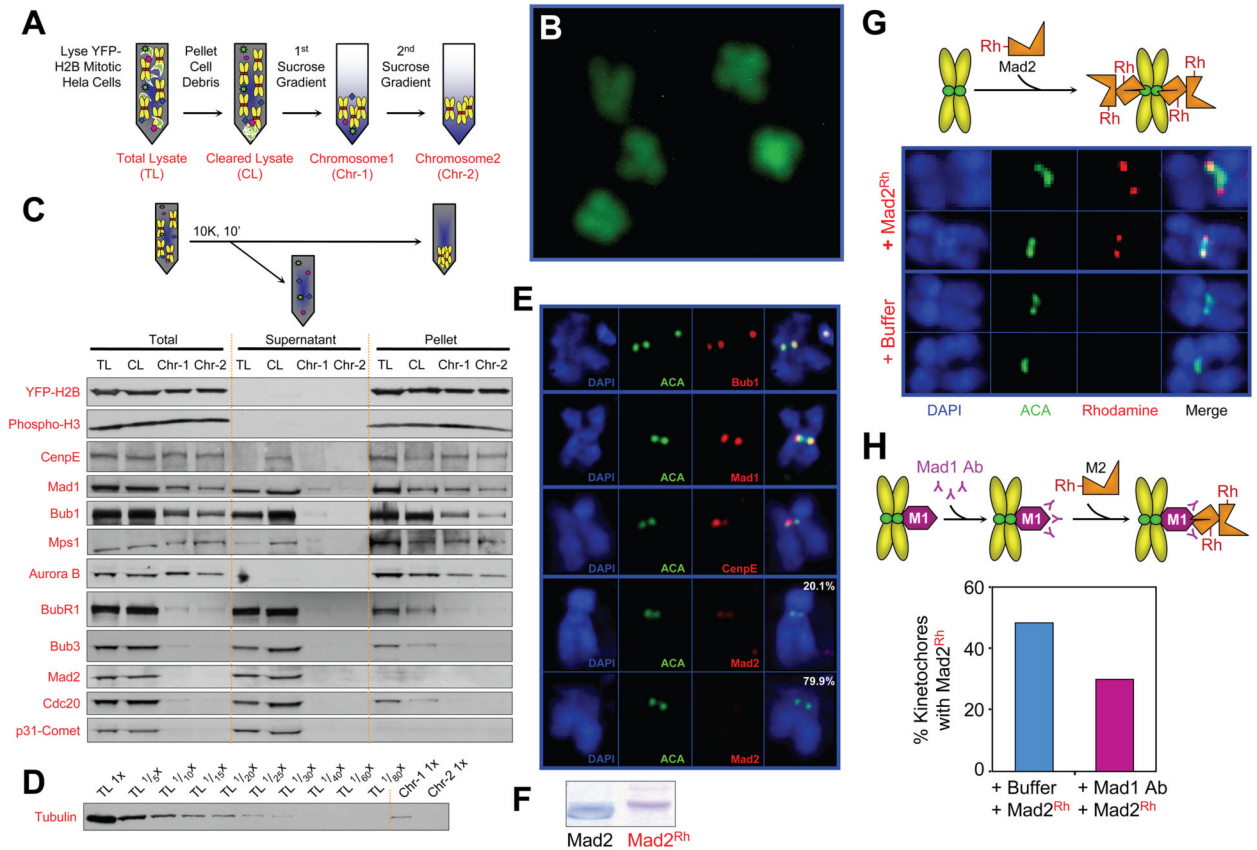 A
Lyse YFP-
H2B Mitotic
Hela Cells
Pellet
Cell
Debris
1st
Sucrose
Gradient
2nd
Sucrose
Gradient
Total Lysate
(TL)
Cleared Lysate
(CL)
Chromosome1
(Chr-1)
Chromosome2
(Chr-2)
B
C
10K, 10'
Total Supernatant Pellet
TL CL Chr-1 Chr-2 TL CL Chr-1 Chr-2 TL CL Chr-1 Chr-2
YFP-H2B
Phospho-H3
CenpE
Mad1
Bub1
Mps1
Aurora B
BubR1
Bub3
Mad2
Cdc20
p31-Comet
D
TL 1x TL 1/5x TL 1/10x TL 1/15x TL 1/20x TL 1/25x TL 1/30x TL 1/40x TL 1/60x TL 1/80x Chr-1 1x Chr-2 1x
Tubulin
E
DAPI ACA Bub1
DAPI ACA Mad1
DAPI ACA CenpE
20.1%
DAPI ACA Mad2
79.9%
DAPI ACA Mad2
F
Mad2 Mad2Rh
G
Rh
Mad2
Rh
Rh
Rh
Rh
+ Mad2Rh
+ Buffer
DAPI ACA Rhodamine Merge
H
M1
Mad1 Ab
M1
Rh
M2
M1
Rh
Rh
% Kinetochores
with Mad2Rh
60
40
20
0
+ Buffer
+ Mad2Rh
+ Mad1 Ab
+ Mad2Rh